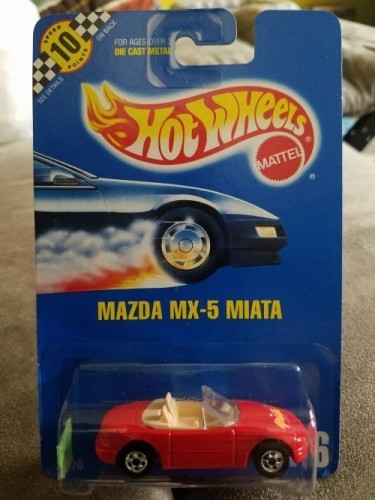 SPEED
10
POINTS
ON BACK
SEE DETAILS
FOR AGES OVER
DIE CAST METAL
HOT WHEELS
®
MATTEL
®
MAZDA MX-5 MIATA